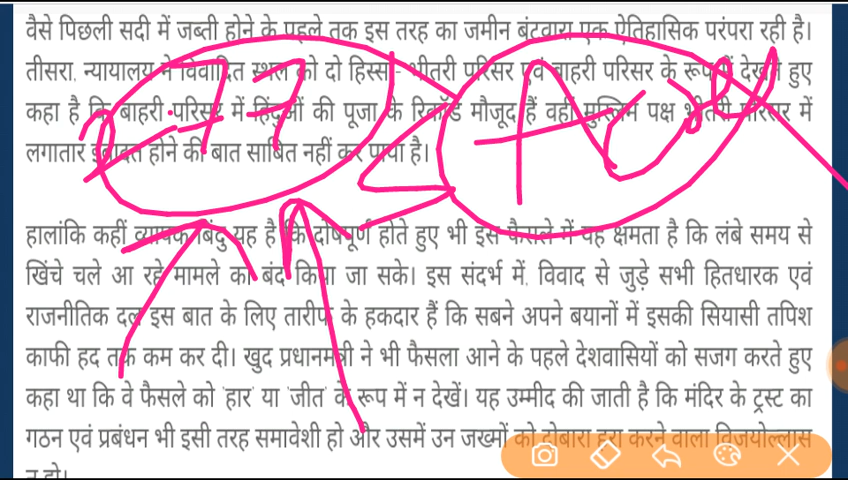 वैसे पिछली सदी में जब्ती होने के पहले तक इस तरह का जमीन बंटवारा एक ऐतिहासिक परंपरा रही है।
तीसरा, न्यायालय ने विवादित स्थल को दो हिस्सों- भीतरी परिसर एवं बाहरी परिसर के रूप में देखते हुए
कहा है कि बाहरी परिसर में हिंदुओं की पूजा के रिकॉर्ड मौजूद हैं वहीं मुस्लिम पक्ष भीतरी परिसर में
लगातार इबादत होने की बात साबित नहीं कर पाया है।
हालांकि कहीं व्यापक बिंदु यह है कि दोषपूर्ण होते हुए भी इस फैसले में वह क्षमता है कि लंबे समय से
खिंचे चले आ रहे मामले को बंद किया जा सके। इस संदर्भ में, विवाद से जुड़े सभी हितधारक एवं
राजनीतिक दल इस बात के लिए तारीफ के हकदार हैं कि सबने अपने बयानों में इसकी सियासी तपिश
काफी हद तक कम कर दी। खुद प्रधानमंत्री ने भी फैसला आने के पहले देशवासियों को सजग करते हुए
कहा था कि वे फैसले को 'हार' या 'जीत' के रूप में न देखें। यह उम्मीद की जाती है कि मंदिर के ट्रस्ट का
गठन एवं प्रबंधन भी इसी तरह समावेशी हो और उसमें उन जख्मों को दोबारा हरा करने वाला विजयोल्लास
न हो।